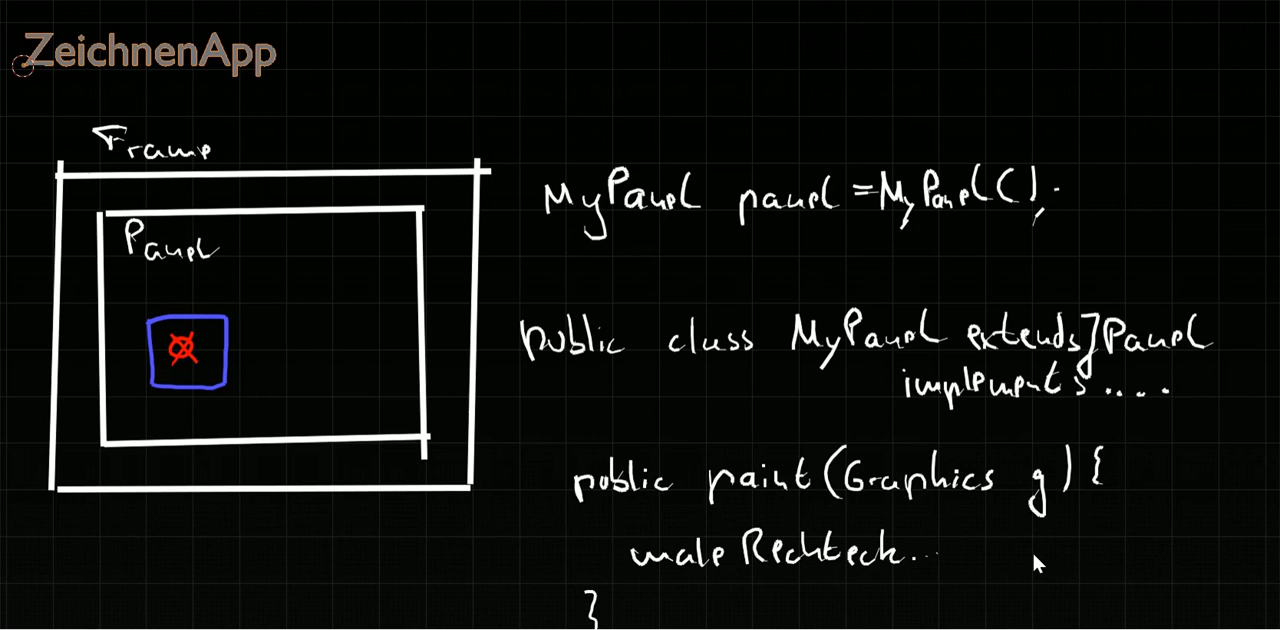 ZeichnenApp
Frame
Panel
MyPanel panel = MyPanel();
public class MyPanel extends JPanel
implements ....
public paint(Graphics g) {
male Rechteck...
}